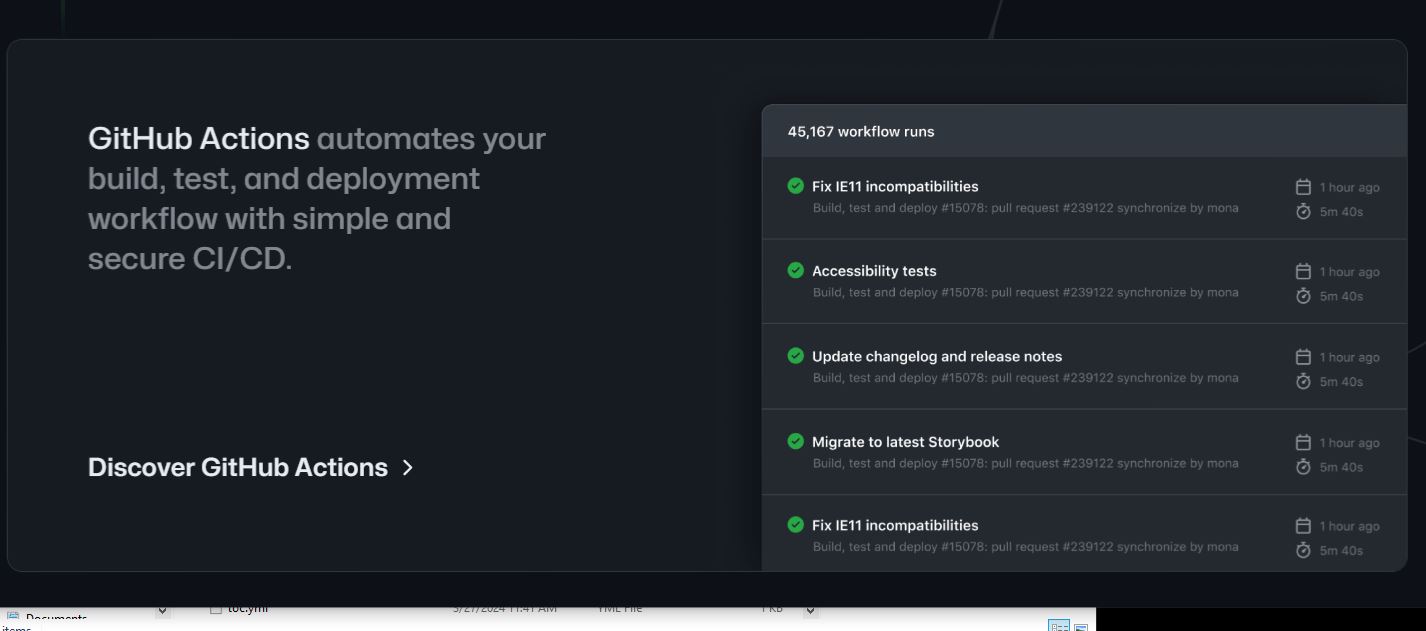 GitHub Actions automates your
build, test, and deployment
workflow with simple and
secure CI/CD.
Discover GitHub Actions
45,167 workflow runs
Fix IE11 incompatibilities
1 hour ago
Build, test and deploy #15078: pull request #239122 synchronize by mona
5m 40s
Accessibility tests
1 hour ago
Build, test and deploy #15078: pull request #239122 synchronize by mona
5m 40s
Update changelog and release notes
1 hour ago
Build, test and deploy #15078: pull request #239122 synchronize by mona
5m 40s
Migrate to latest Storybook
1 hour ago
Build, test and deploy #15078: pull request #239122 synchronize by mona
5m 40s
Fix IE11 incompatibilities
1 hour ago
Build, test and deploy #15078: pull request #239122 synchronize by mona
5m 40s
toc.yml 5/27/2024 11:41 AM YML File 1 KB
Documents
items